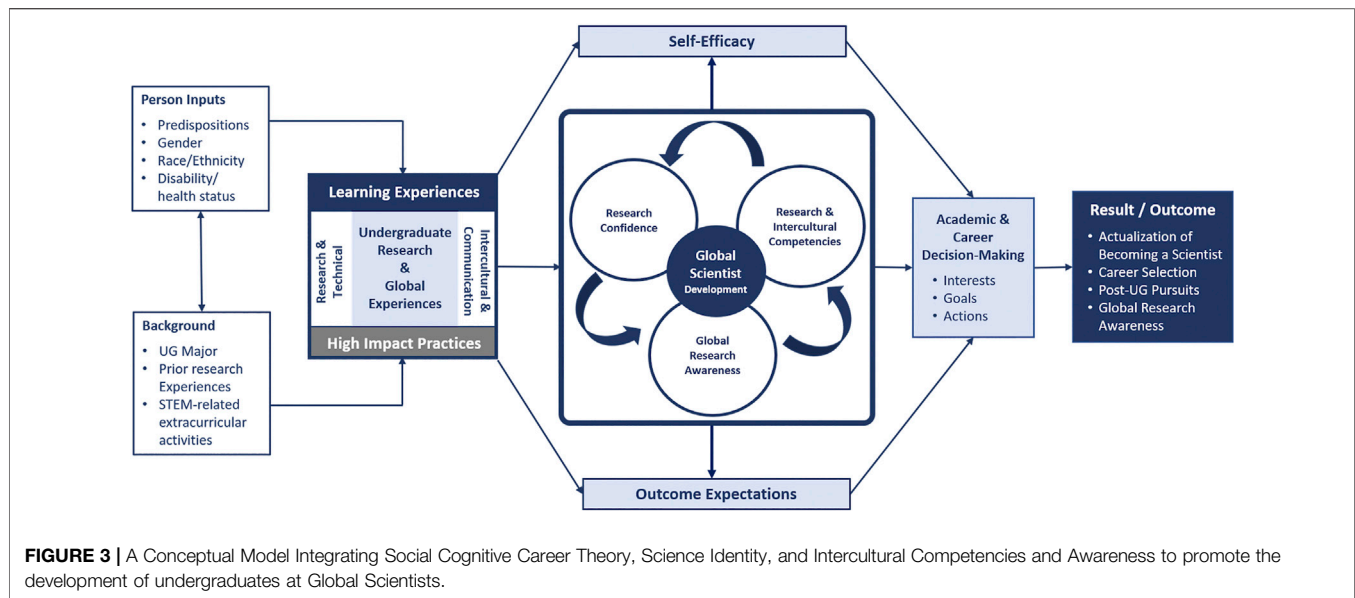 Self-Efficacy
Person Inputs
• Predispositions
• Gender
• Race/Ethnicity
• Disability/
health status
Background
• UG Major
• Prior research
Experiences
• STEM-related
extracurricular
activities
Learning Experiences
Research &
Technical
Undergraduate
Research
&
Global
Experiences
Intercultural &
Communication
High Impact Practices
Research
Confidence
Research &
Intercultural
Competencies
Global
Scientist
Development
Global
Research
Awareness
Outcome Expectations
Academic &
Career
Decision-Making
• Interests
• Goals
• Actions
Result / Outcome
• Actualization of
Becoming a Scientist
• Career Selection
• Post-UG Pursuits
• Global Research
Awareness
FIGURE 3 | A Conceptual Model Integrating Social Cognitive Career Theory, Science Identity, and Intercultural Competencies and Awareness to promote the
development of undergraduates at Global Scientists.